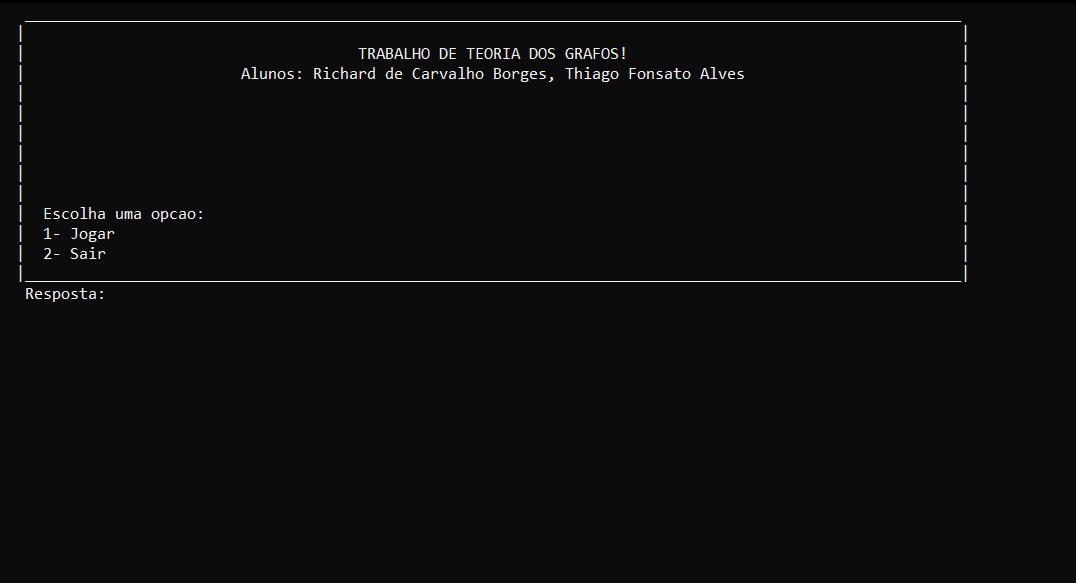 TRABALHO DE TEORIA DOS GRAFOS!
Alunos: Richard de Carvalho Borges, Thiago Fonsato Alves
Escolha uma opcao:
1- Jogar
2- Sair
Resposta: